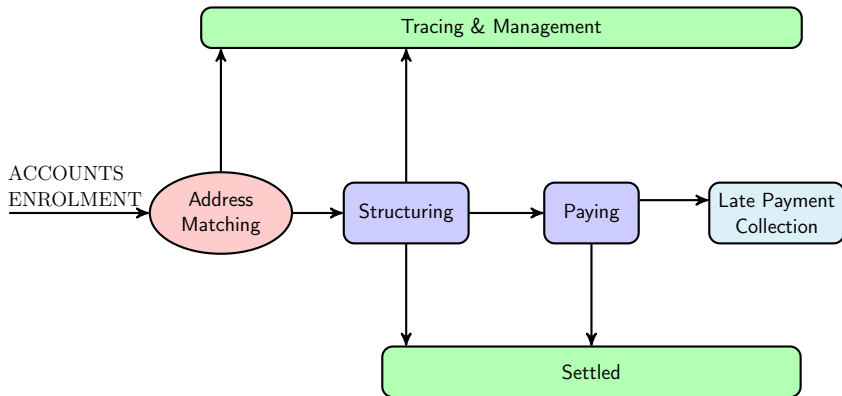 Tracing & Management
ACCOUNTS
ENROLMENT
Address
Matching
Structuring
Paying
Late Payment
Collection
Settled